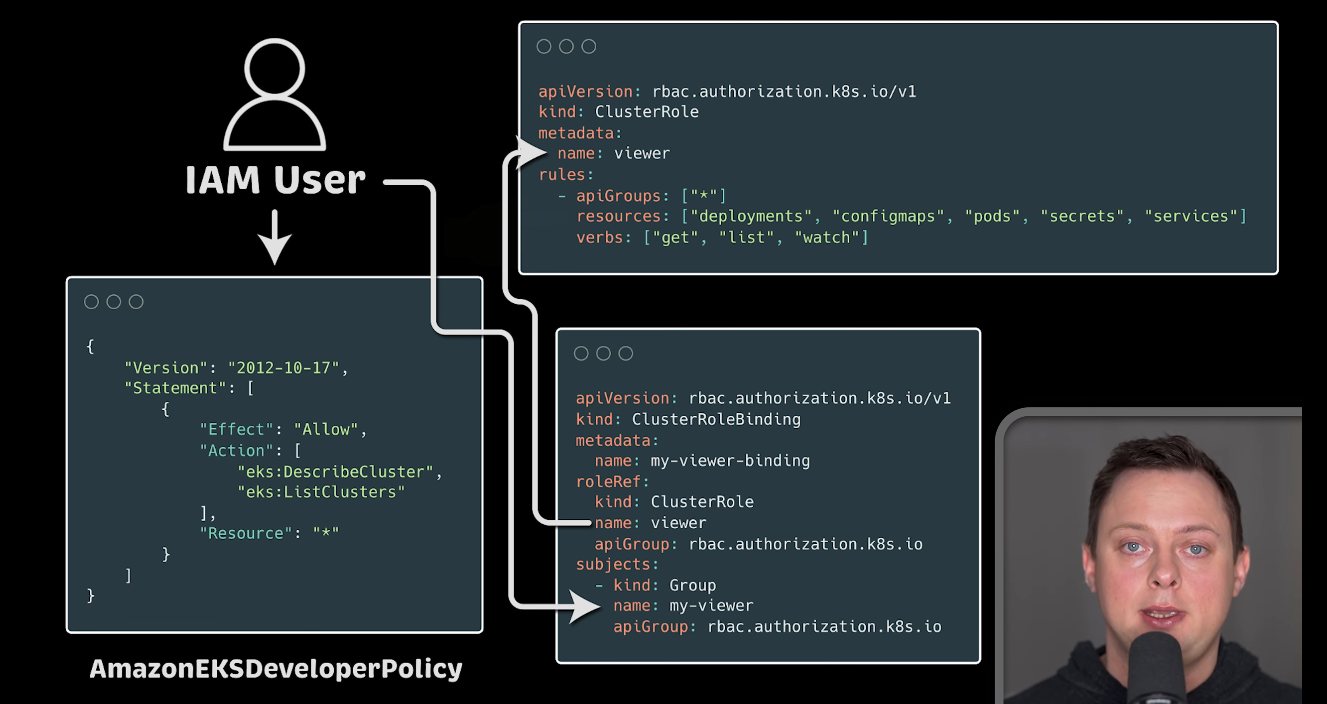 IAM User
{
    "Version": "2012-10-17",
    "Statement": [
        {
            "Effect": "Allow",
            "Action": [
                "eks:DescribeCluster",
                "eks:ListClusters"
            ],
            "Resource": "*"
        }
    ]
}
AmazonEKSDeveloperPolicy
apiVersion: rbac.authorization.k8s.io/v1
kind: ClusterRole
metadata:
  name: viewer
rules:
  - apiGroups: ["*"]
    resources: ["deployments", "configmaps", "pods", "secrets", "services"]
    verbs: ["get", "list", "watch"]
apiVersion: rbac.authorization.k8s.io/v1
kind: ClusterRoleBinding
metadata:
  name: my-viewer-binding
roleRef:
  kind: ClusterRole
  name: viewer
  apiGroup: rbac.authorization.k8s.io
subjects:
  - kind: Group
    name: my-viewer
    apiGroup: rbac.authorization.k8s.io